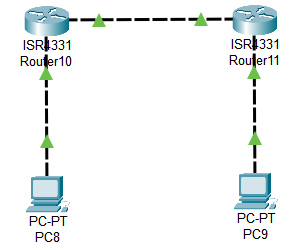 ISR4331
Router10
ISR4331
Router11
PC-PT
PC8
PC-PT
PC9